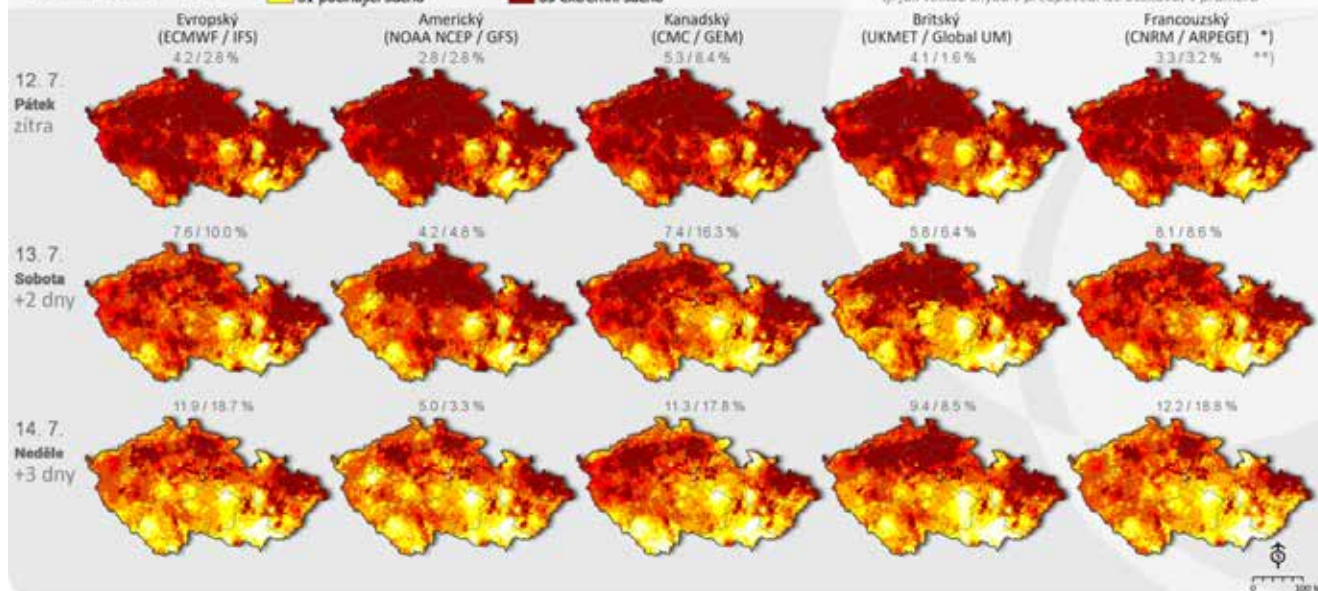 Evropský
(ECMWF / IFS)
4.2 / 2.8 %
Americký
(NOAA NCEP / GFS)
2.8 / 2.8 %
Kanadský
(CMC / GEM)
5.3 / 8.4 %
Britský
(UKMET / Global UM)
4.1 / 1.6 %
Francouzský
(CNRM / ARPEGE) *)
3.3 / 3.2 % **)
12. 7.
Pátek
zítra
7.6 / 10.0 %
4.2 / 4.8 %
7.4 / 16.3 %
5.8 / 6.4 %
8.1 / 8.6 %
13. 7.
Sobota
+2 dny
11.9 / 18.7 %
5.0 / 3.3 %
11.3 / 17.8 %
9.4 / 8.5 %
12.2 / 18.8 %
14. 7.
Neděle
+3 dny